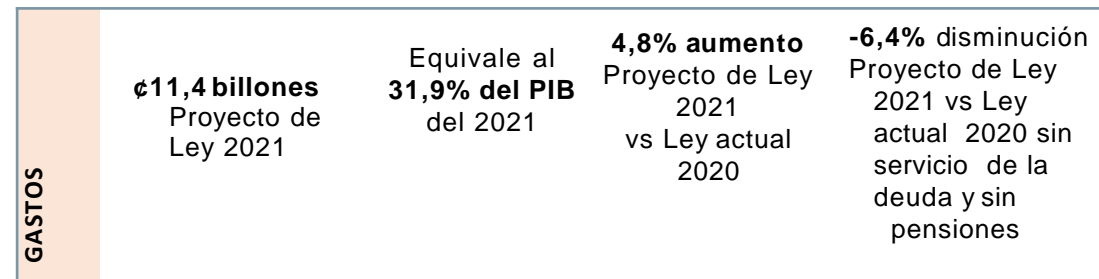 GASTOS
¢11,4 billones
Proyecto de
Ley 2021
Equivale al
31,9% del PIB
del 2021
4,8% aumento
Proyecto de Ley
2021
vs Ley actual
2020
-6,4% disminución
Proyecto de Ley
2021 vs Ley
actual 2020 sin
servicio de la
deuda y sin
pensiones